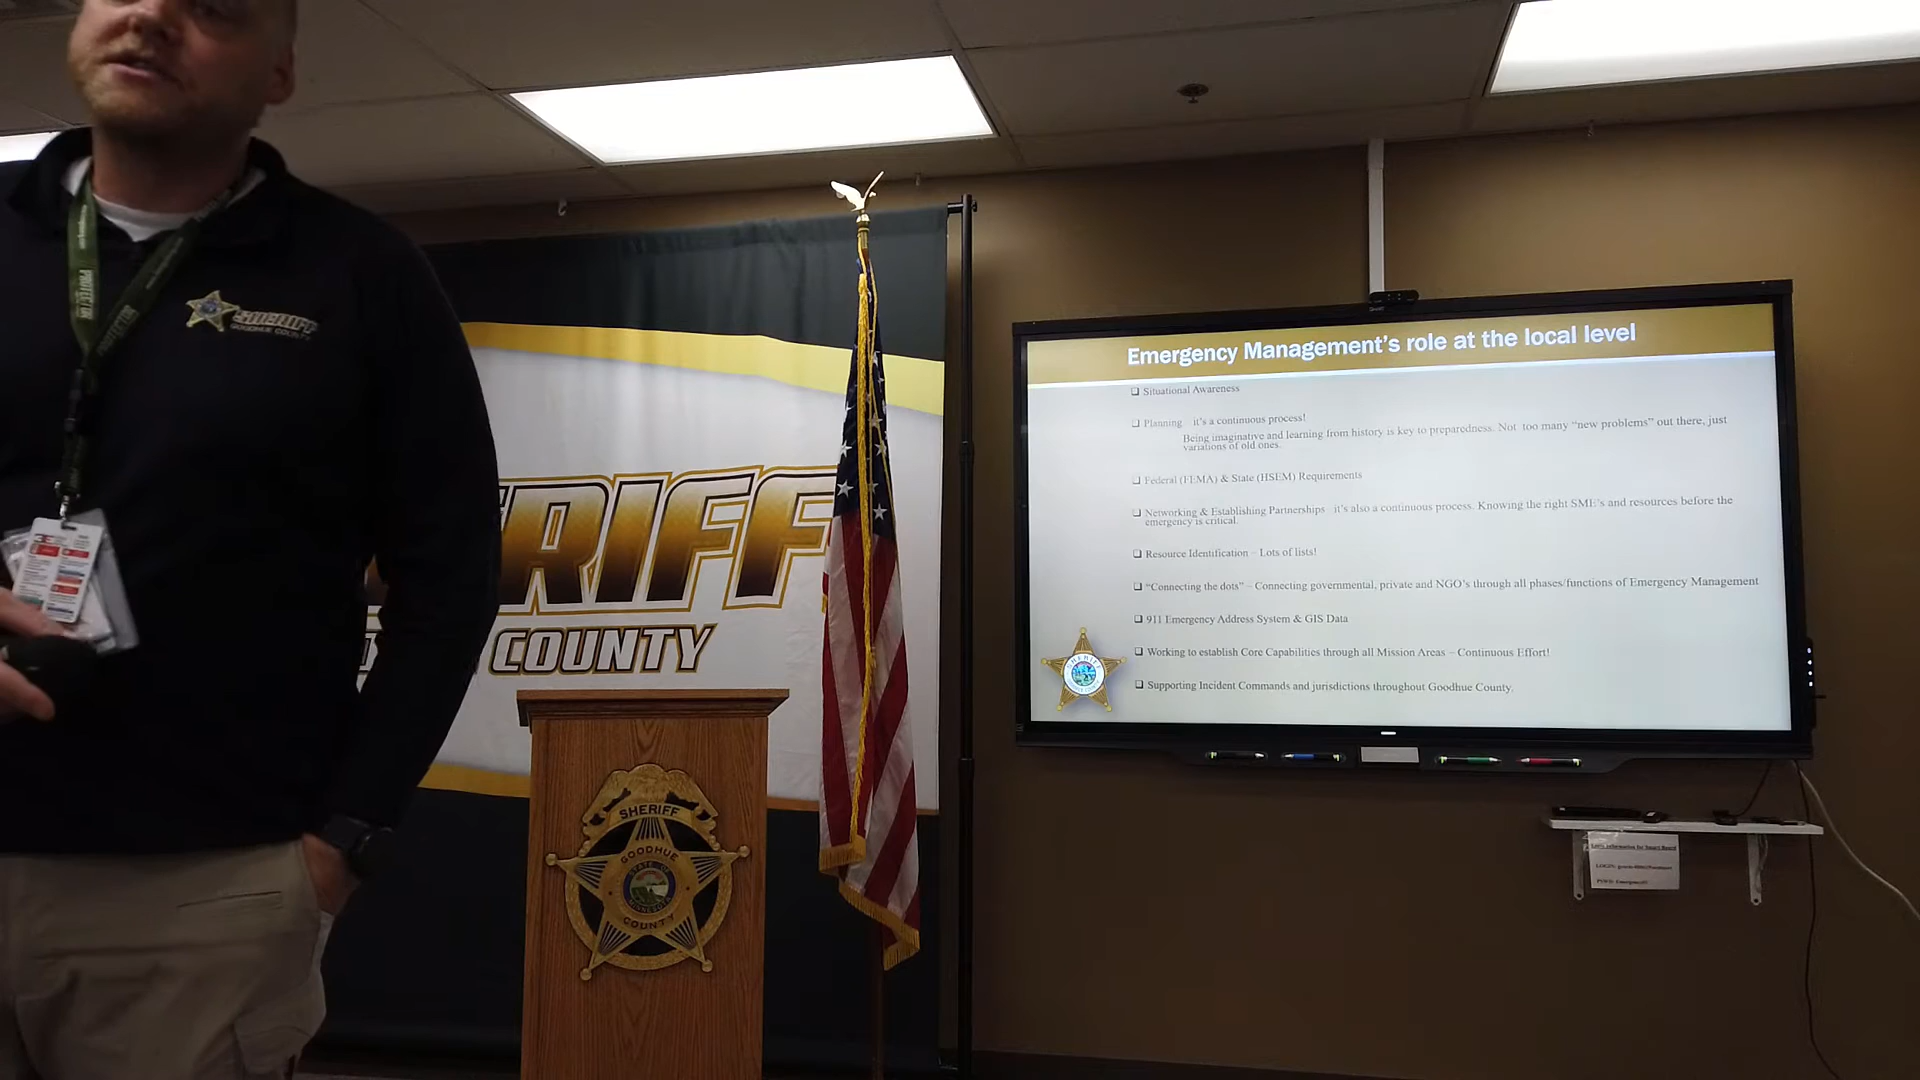 SHERIFF
GOODHUE COUNTY
ERIFF
COUNTY
SHERIFF
GOODHUE
STATE OF
MINNESOTA
COUNTY
Emergency Management's role at the local level
Situational Awareness
Planning it's a continuous process!
Being imaginative and learning from history is key to preparedness. Not too many “new problems” out there, just
variations of old ones.
Federal (FEMA) & State (HSEM) Requirements
Networking & Establishing Partnerships it's also a continuous process. Knowing the right SME's and resources before the
emergency is critical.
Resource Identification – Lots of lists!
“Connecting the dots” – Connecting governmental, private and NGO's through all phases/functions of Emergency Management
911 Emergency Address System & GIS Data
Working to establish Core Capabilities through all Mission Areas – Continuous Effort!
Supporting Incident Commands and jurisdictions throughout Goodhue County.
SHERIFF